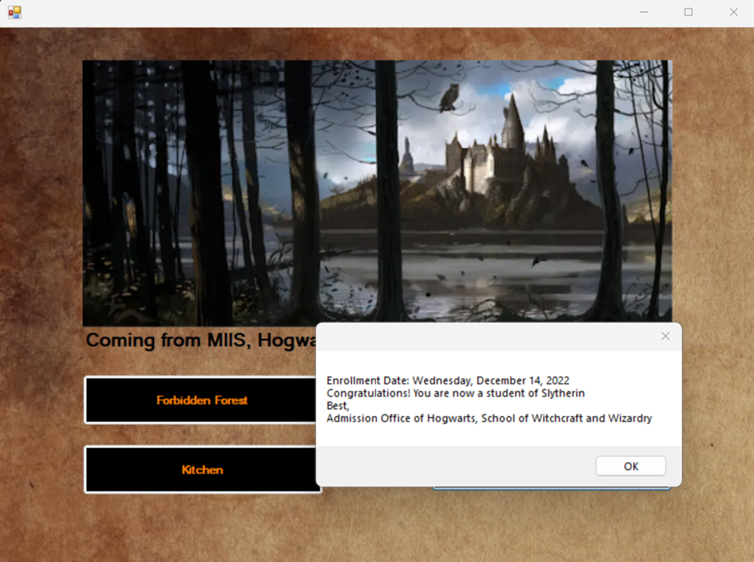 Coming from MIIS, Hogwa
Forbidden Forest
Kitchen
Enrollment Date: Wednesday, December 14, 2022
Congratulations! You are now a student of Slytherin
Best,
Admission Office of Hogwarts, School of Witchcraft and Wizardry
OK